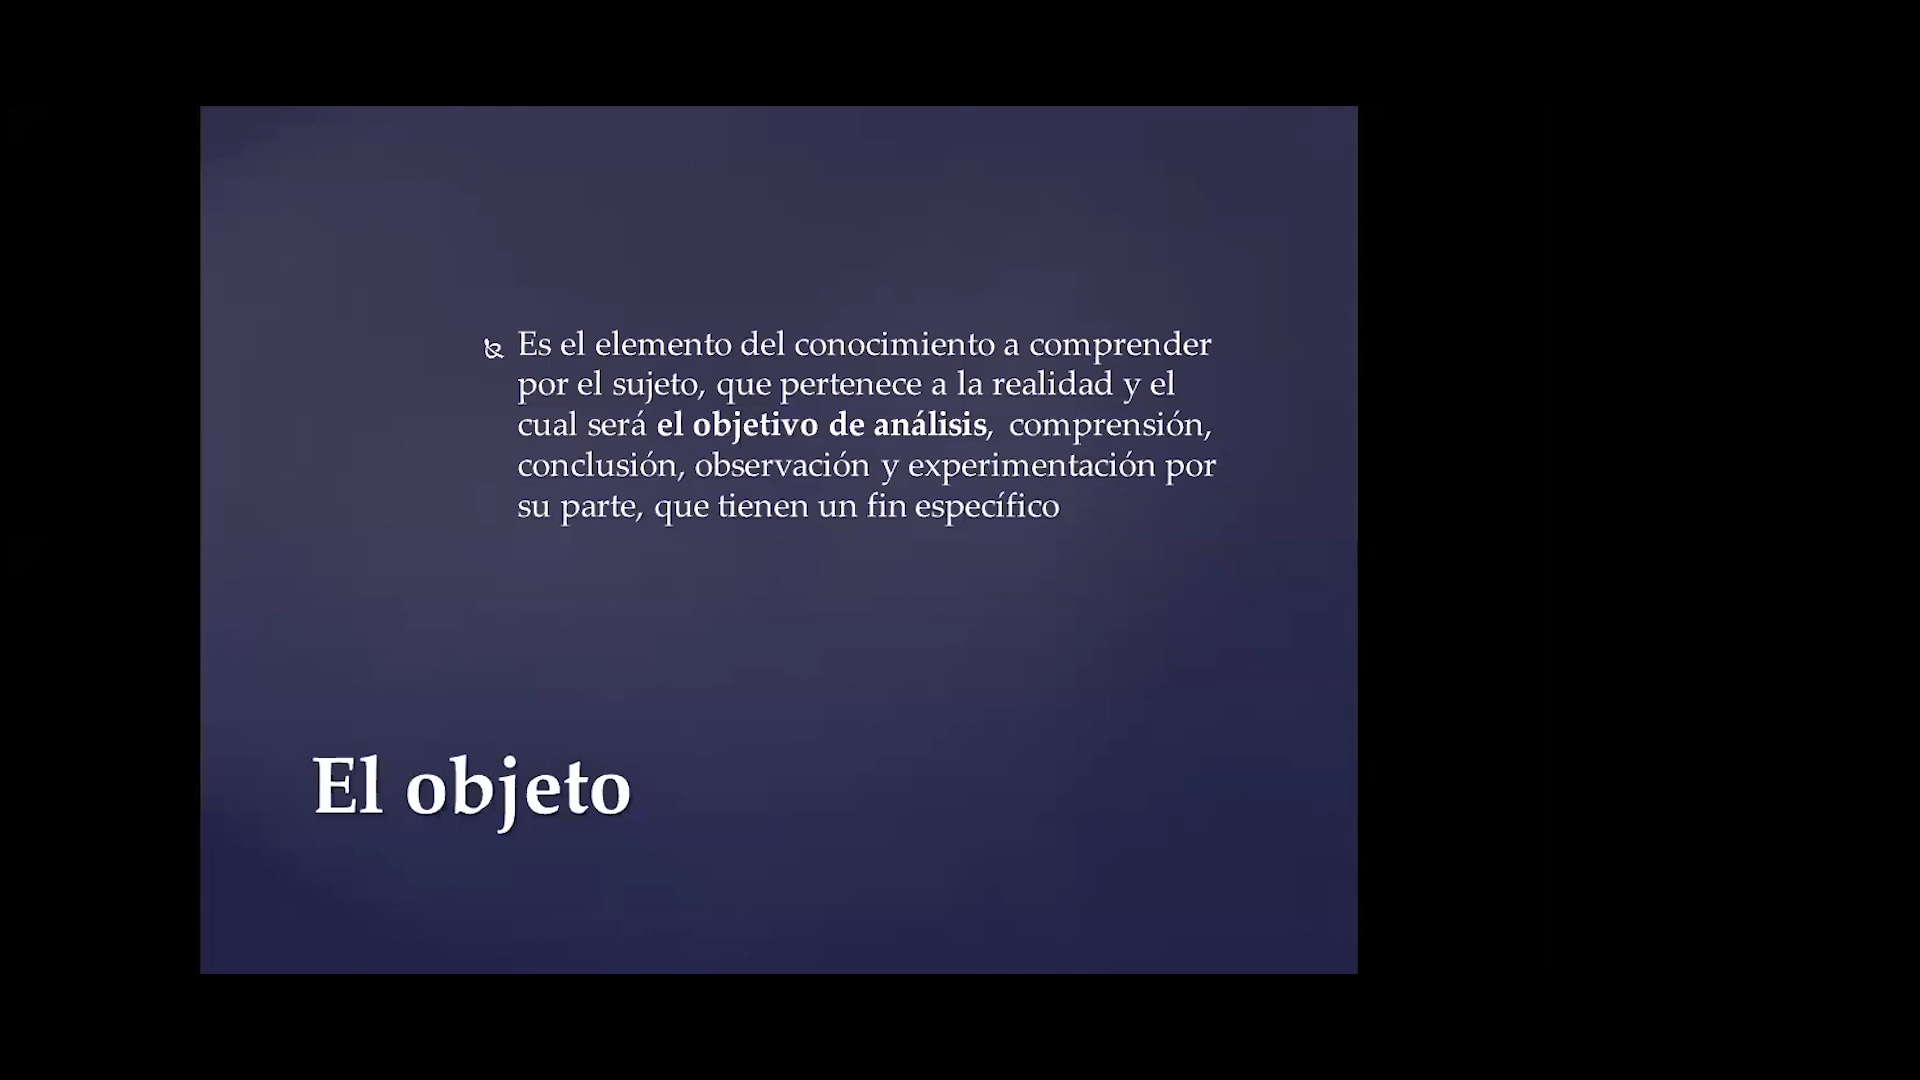 Es el elemento del conocimiento a comprender
por el sujeto, que pertenece a la realidad y el
cual será el objetivo de análisis, comprensión,
conclusión, observación y experimentación por
su parte, que tienen un fin específico
El objeto